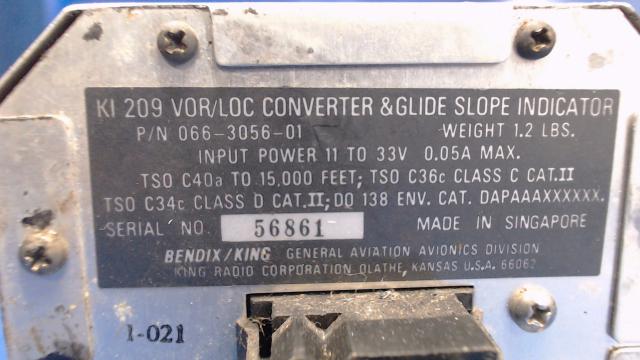 KI 209 VOR/LOC CONVERTER & GLIDE SLOPE INDICATOR
P/N 066-3056-01 WEIGHT 1.2 LBS.
INPUT POWER 11 TO 33V 0.05A MAX.
TSO C40a TO 15,000 FEET; TSO C36c CLASS C CAT.II
TSO C34c CLASS D CAT.II; DO 138 ENV. CAT. DAPAAAXXXXXX.
SERIAL NO. 56861 MADE IN SINGAPORE
BENDIX/KING GENERAL AVIATION AVIONICS DIVISION
KING RADIO CORPORATION OLATHE, KANSAS U.S.A. 66062
1-021